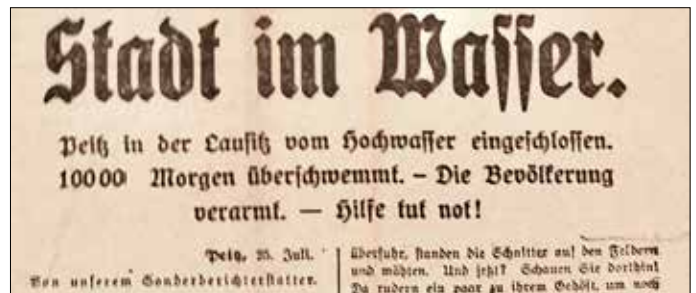 Stadt im Wasser.
Peitz in der Lausitz vom Hochwasser eingeschlossen.
10000 Morgen überschwemmt. – Die Bevölkerung
verarmt. — Hilfe tut not!
Peitz, 25. Juli.
Von unserem Sonderberichterstatter.
überfuhr, standen die Schnitter auf den Feldern
und mähten. Und jetzt? Schauen Sie dorthin!
Da rudern ein paar zu ihrem Gehöft, um noch